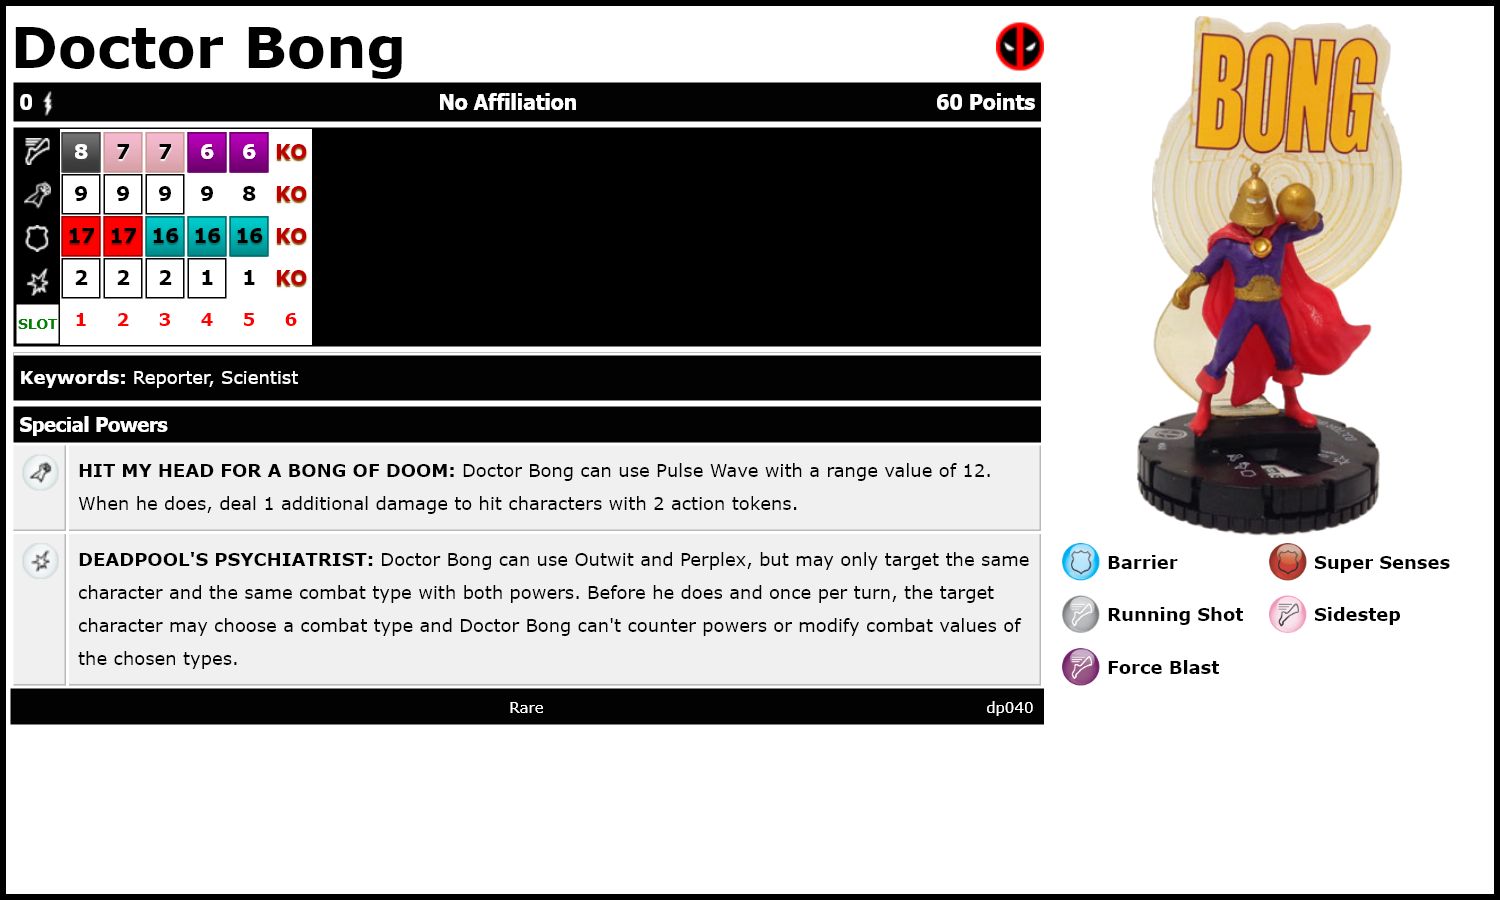 Doctor Bong
0 No Affiliation 60 Points
8 7 7 6 6 KO
9 9 9 9 8 KO
17 17 16 16 16 KO
2 2 2 1 1 KO
SLOT 1 2 3 4 5 6
Keywords: Reporter, Scientist
Special Powers
HIT MY HEAD FOR A BONG OF DOOM: Doctor Bong can use Pulse Wave with a range value of 12.
When he does, deal 1 additional damage to hit characters with 2 action tokens.
DEADPOOL'S PSYCHIATRIST: Doctor Bong can use Outwit and Perplex, but may only target the same
character and the same combat type with both powers. Before he does and once per turn, the target
character may choose a combat type and Doctor Bong can't counter powers or modify combat values of
the chosen types.
Rare dp040
BONG
Barrier Super Senses
Running Shot Sidestep
Force Blast